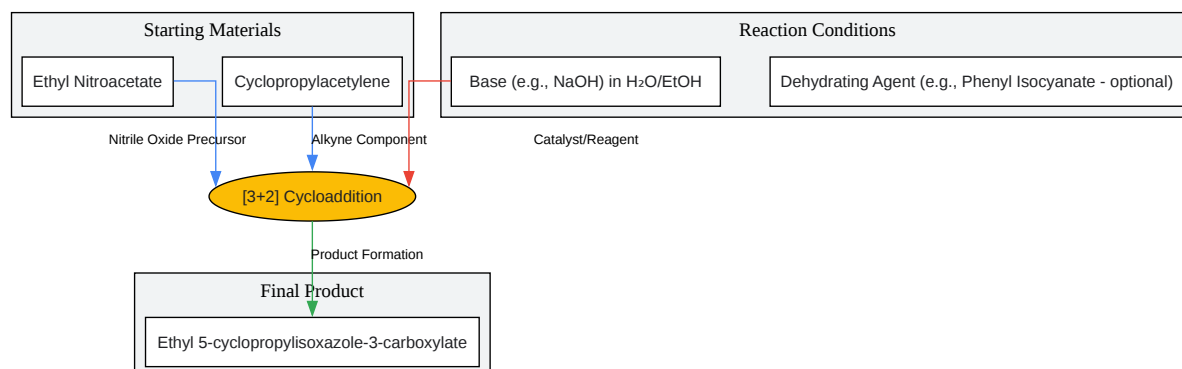 Starting Materials
Reaction Conditions
Ethyl Nitroacetate
Cyclopropylacetylene
Base (e.g., NaOH) in H₂O/EtOH
Dehydrating Agent (e.g., Phenyl Isocyanate - optional)
Nitrile Oxide Precursor
Alkyne Component
Catalyst/Reagent
[3+2] Cycloaddition
Product Formation
Final Product
Ethyl 5-cyclopropylisoxazole-3-carboxylate